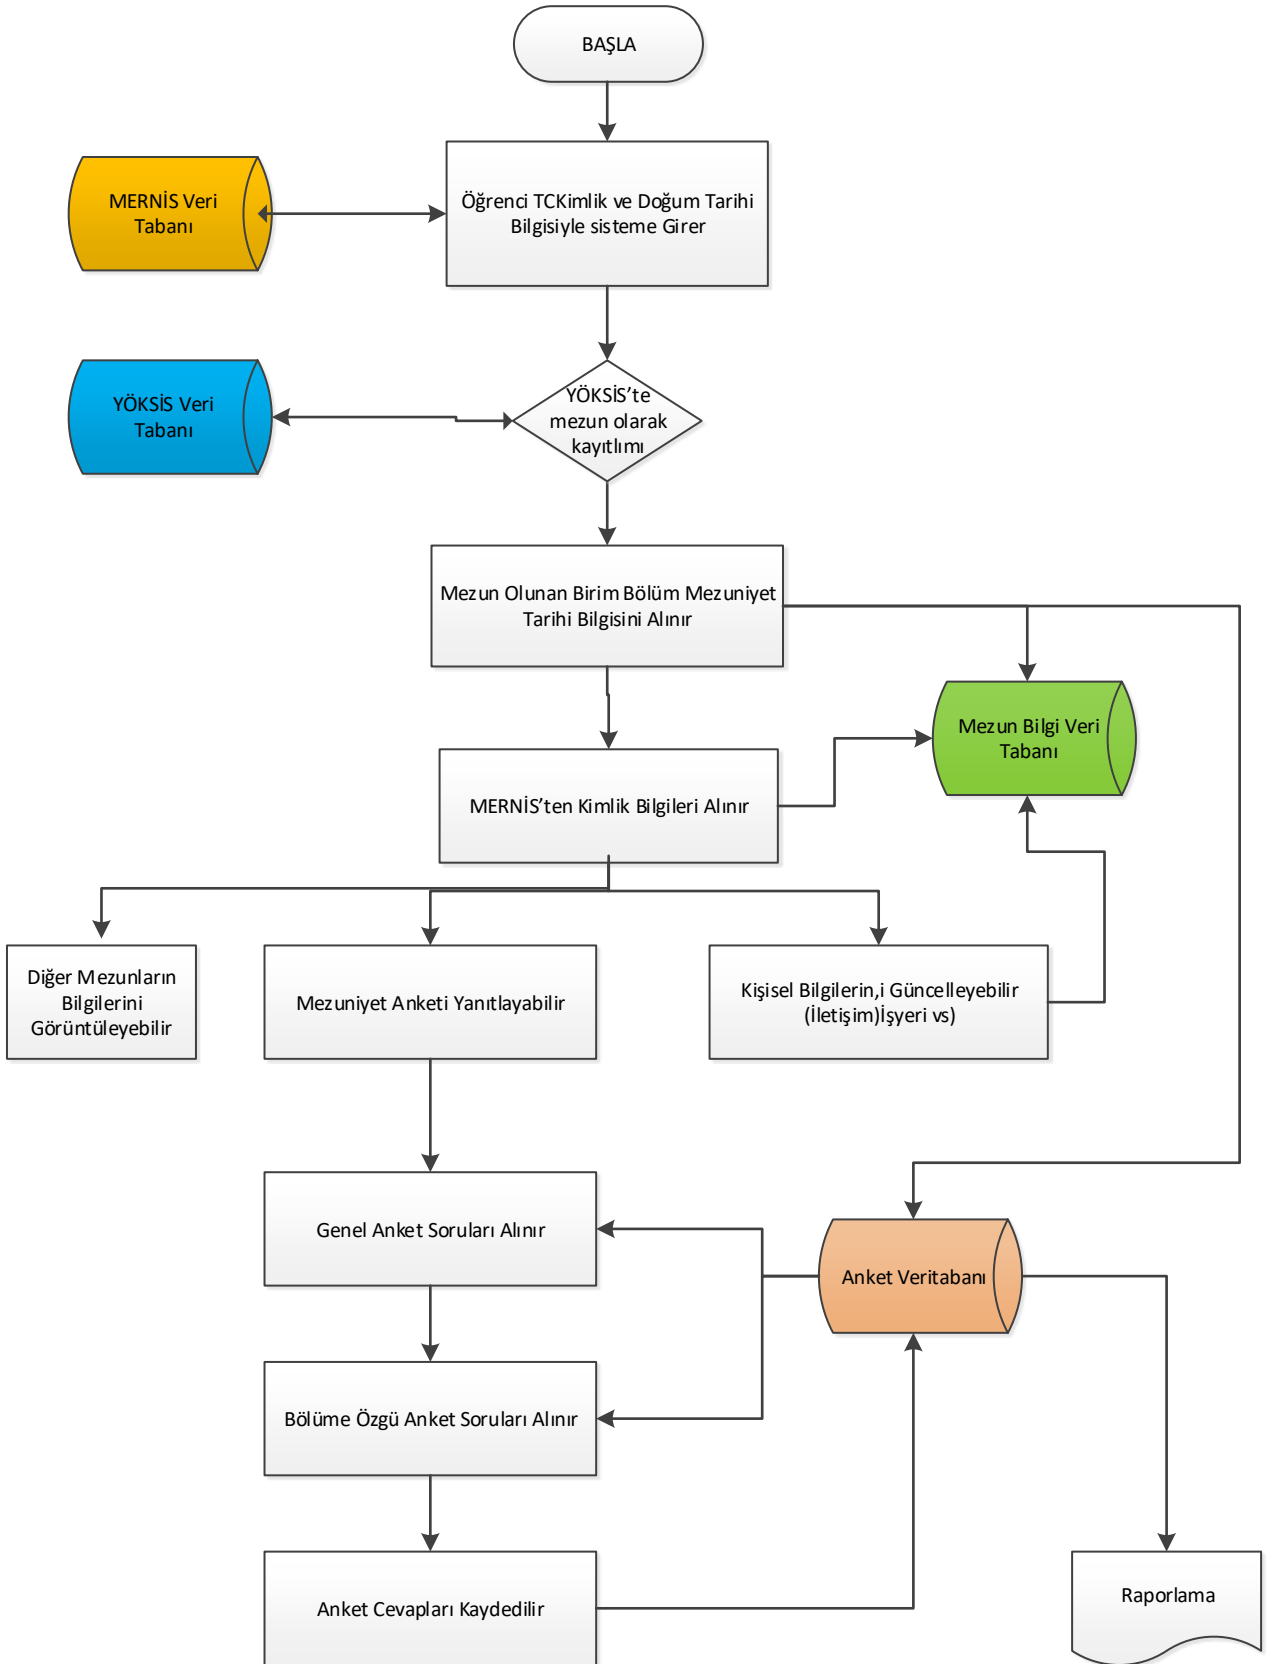 BAŞLA
MERNİS Veri
Tabanı
Öğrenci TCKimlik ve Doğum Tarihi
Bilgisiyle sisteme Girer
YÖKSİS Veri
Tabanı
YÖKSİS’te
mezun olarak
kayıtlımı
Mezun Olunan Birim Bölüm Mezuniyet
Tarihi Bilgisini Alınır
Mezun Bilgi Veri
Tabanı
MERNİS’ten Kimlik Bilgileri Alınır
Diğer Mezunların
Bilgilerini
Görüntüleyebilir
Mezuniyet Anketi Yanıtlayabilir
Kişisel Bilgilerin,i Güncelleyebilir
(İletişim)İşyeri vs)
Genel Anket Soruları Alınır
Anket Veritabanı
Bölüme Özgü Anket Soruları Alınır
Anket Cevapları Kaydedilir
Raporlama